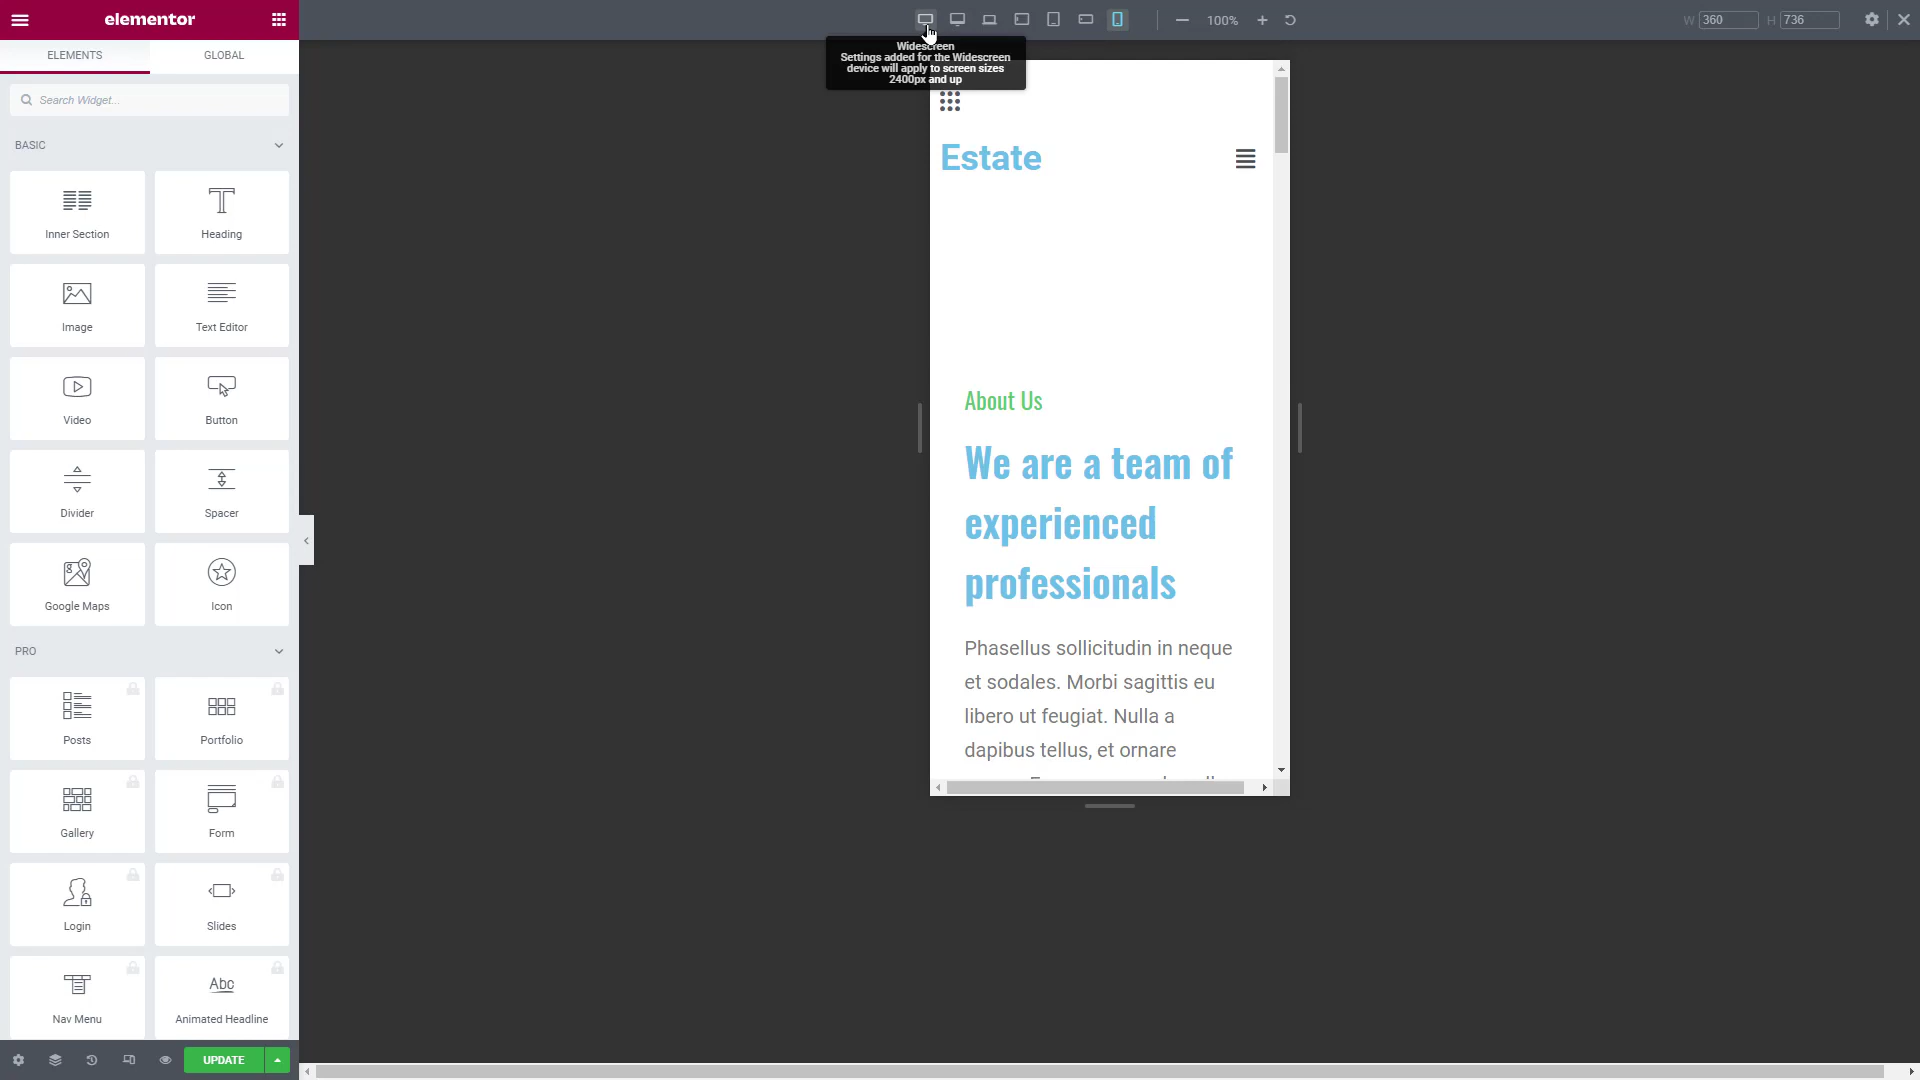 elementor
100%
W 360
H 736
ELEMENTS
GLOBAL
Widescreen
Settings added for the Widescreen
device will apply to screen sizes
2400px and up
Search Widget...
BASIC
Inner Section
Heading
Image
Text Editor
Video
Button
Divider
Spacer
Google Maps
Icon
PRO
Posts
Portfolio
Gallery
Form
Login
Slides
Abc
Nav Menu
Animated Headline
UPDATE
Estate
About Us
We are a team of
experienced
professionals
Phasellus sollicitudin in neque
et sodales. Morbi sagittis eu
libero ut feugiat. Nulla a
dapibus tellus, et ornare